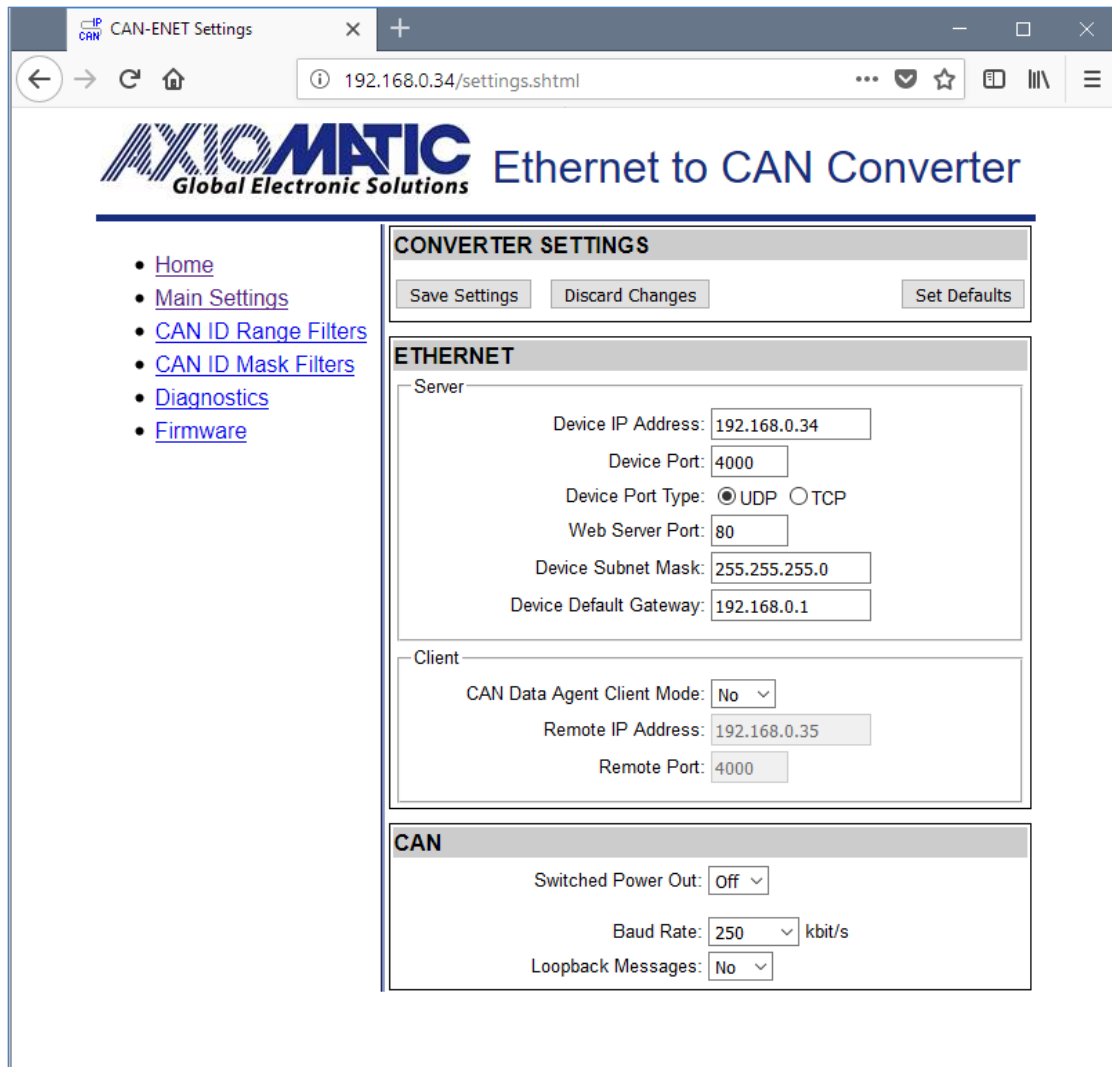 IP
CAN
CAN-ENET Settings
192.168.0.34/settings.shtml
AXIOMATIC
Global Electronic Solutions
Ethernet to CAN Converter
Home
Main Settings
CAN ID Range Filters
CAN ID Mask Filters
Diagnostics
Firmware
CONVERTER SETTINGS
Save Settings Discard Changes Set Defaults
ETHERNET
Server
Device IP Address: 192.168.0.34
Device Port: 4000
Device Port Type: UDP TCP
Web Server Port: 80
Device Subnet Mask: 255.255.255.0
Device Default Gateway: 192.168.0.1
Client
CAN Data Agent Client Mode: No
Remote IP Address: 192.168.0.35
Remote Port: 4000
CAN
Switched Power Out: Off
Baud Rate: 250 kbit/s
Loopback Messages: No